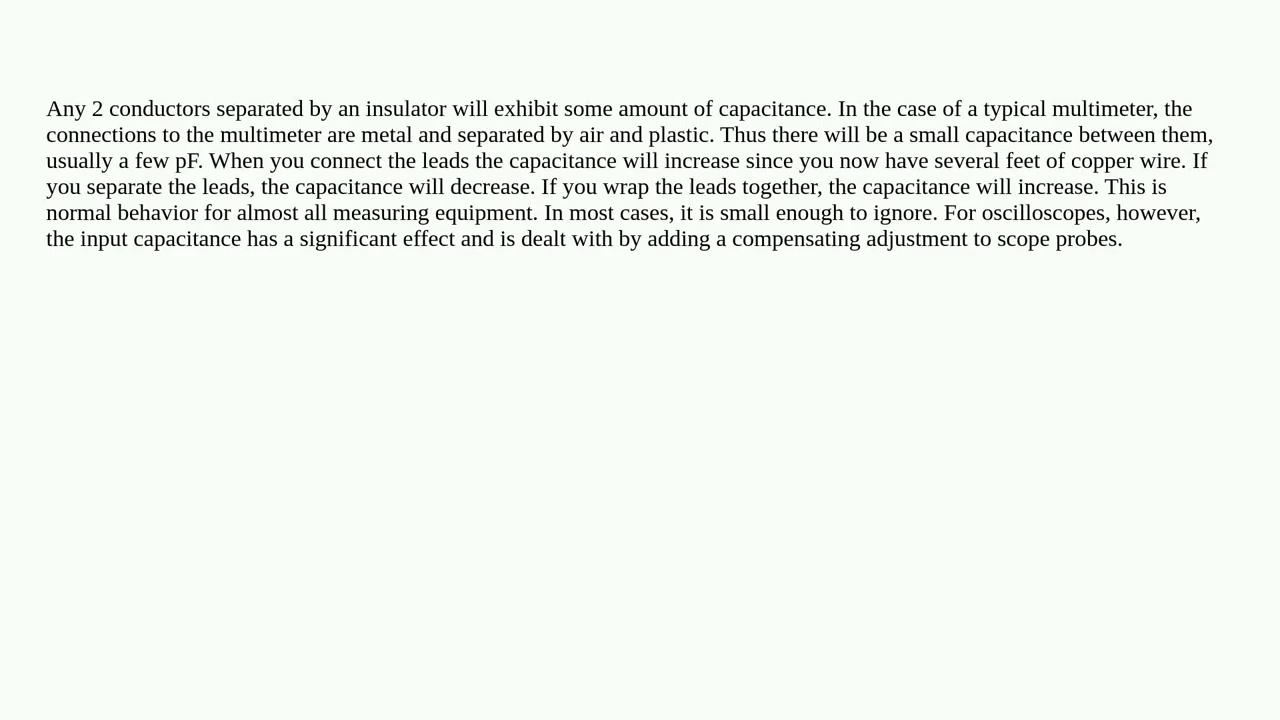 Any 2 conductors separated by an insulator will exhibit some amount of capacitance. In the case of a typical multimeter, the
connections to the multimeter are metal and separated by air and plastic. Thus there will be a small capacitance between them,
usually a few pF. When you connect the leads the capacitance will increase since you now have several feet of copper wire. If
you separate the leads, the capacitance will decrease. If you wrap the leads together, the capacitance will increase. This is
normal behavior for almost all measuring equipment. In most cases, it is small enough to ignore. For oscilloscopes, however,
the input capacitance has a significant effect and is dealt with by adding a compensating adjustment to scope probes.